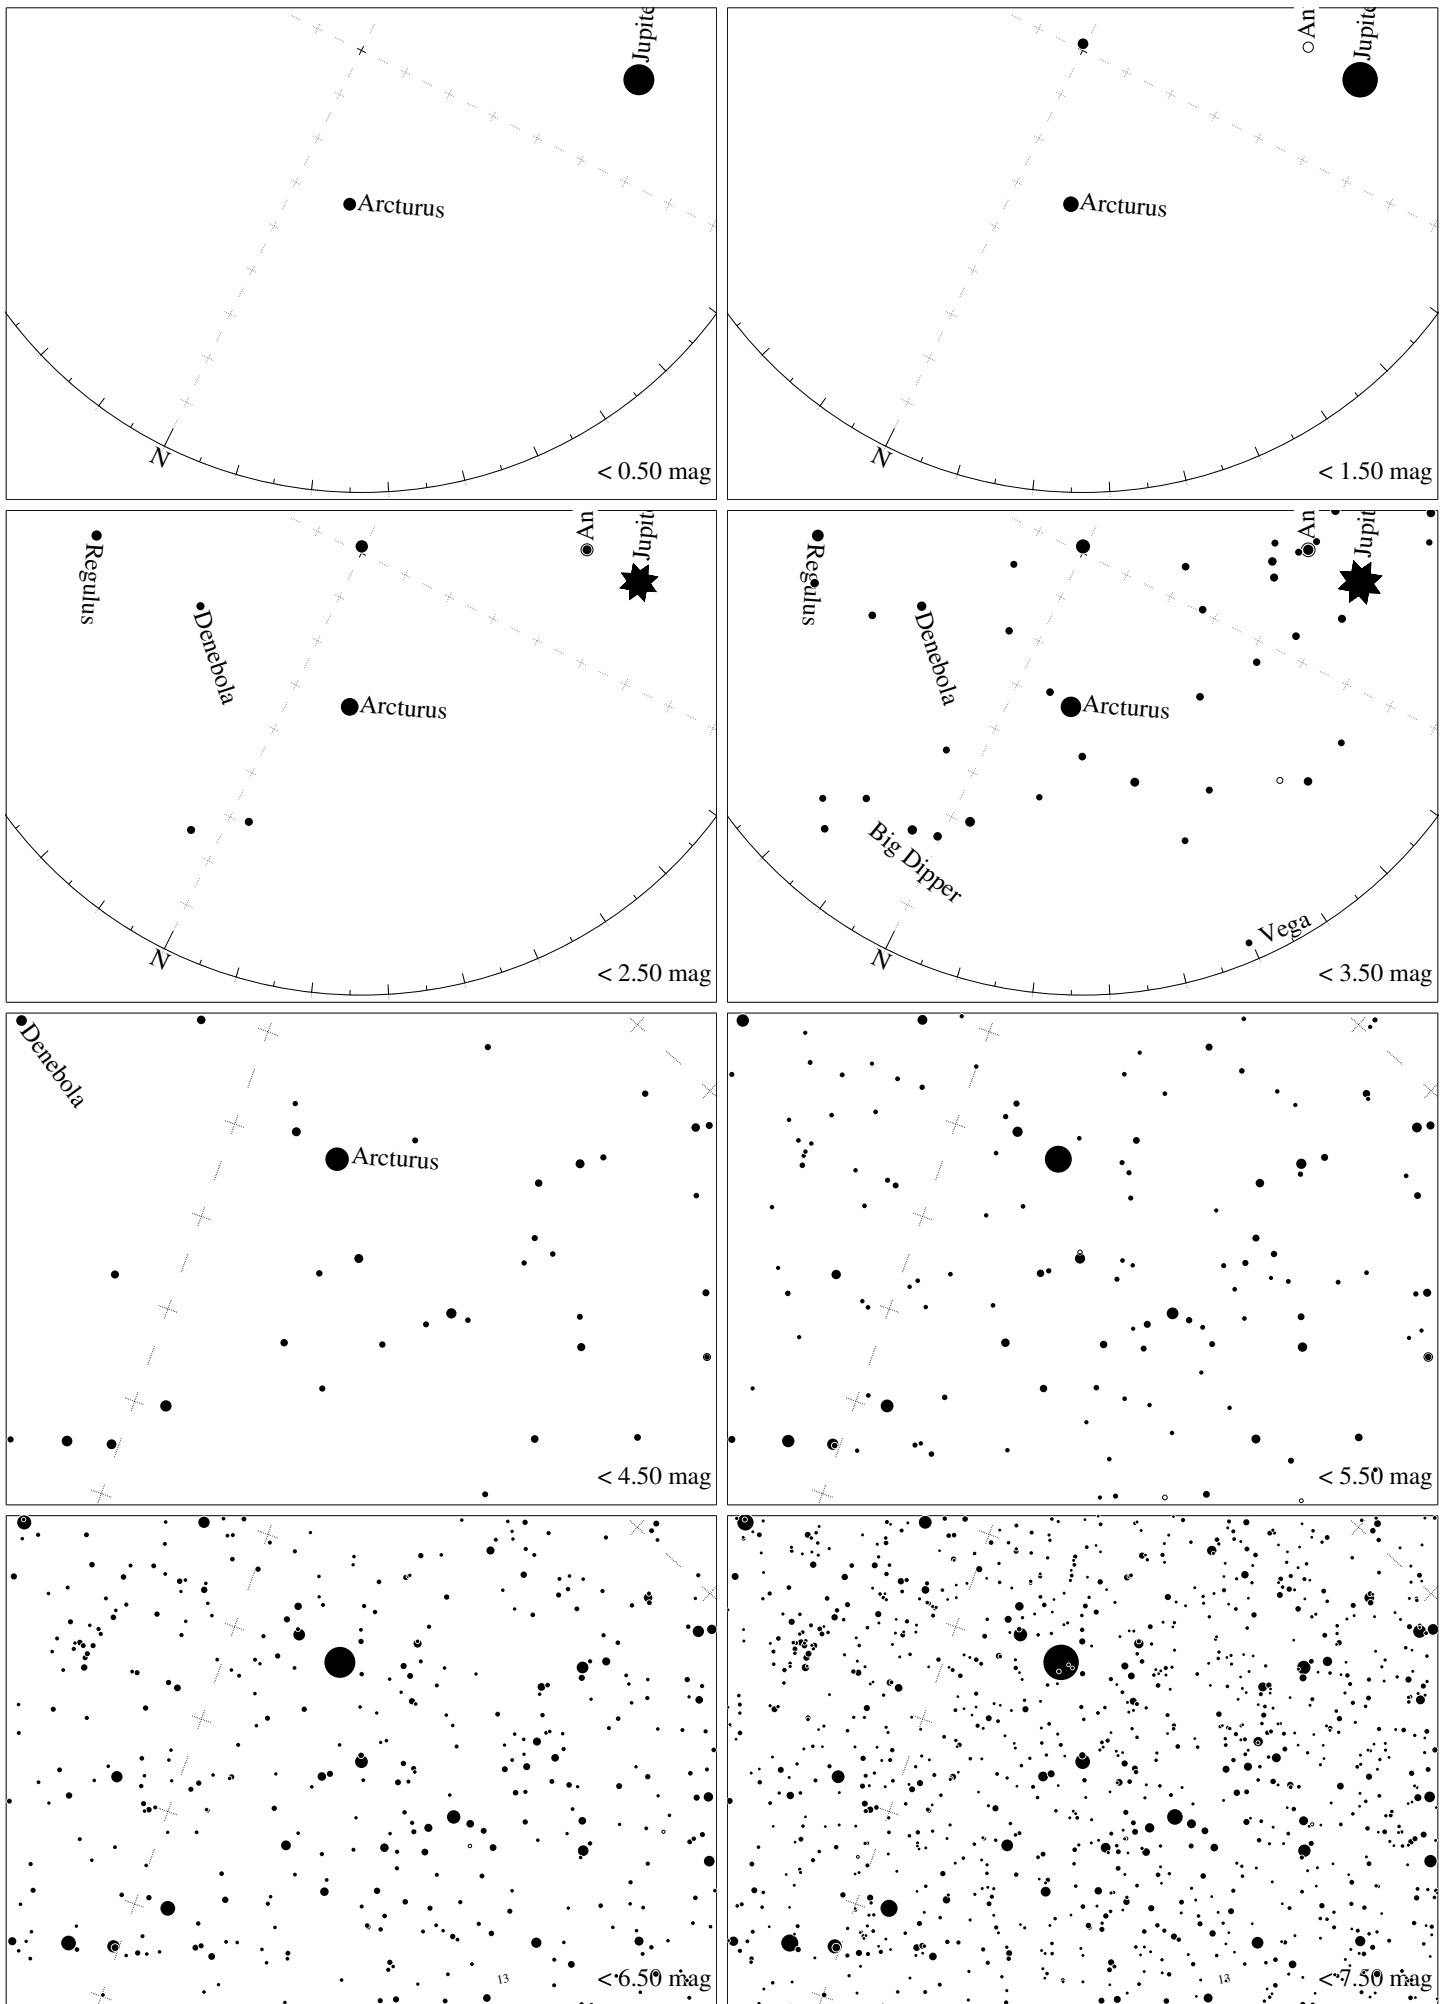 Jupite
Arcturus
N
< 0.50 mag
An
Jupite
Arcturus
N
< 1.50 mag
Regulus
Denebola
An
Arcturus
N
< 2.50 mag
Regulus
Denebola
An
Jupit
Arcturus
Big Dipper
Vega
N
< 3.50 mag
Denebola
Arcturus
< 4.50 mag
< 5.50 mag
13
< 6.50 mag
13
< 7.50 mag